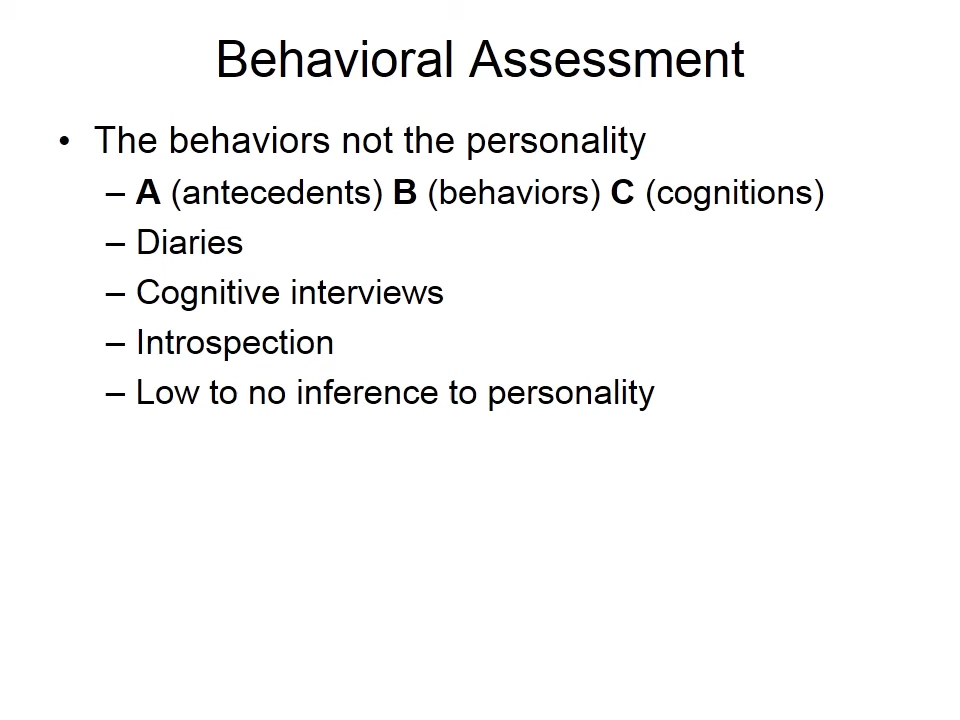 Behavioral Assessment
• The behaviors not the personality
– A (antecedents) B (behaviors) C (cognitions)
– Diaries
– Cognitive interviews
– Introspection
– Low to no inference to personality